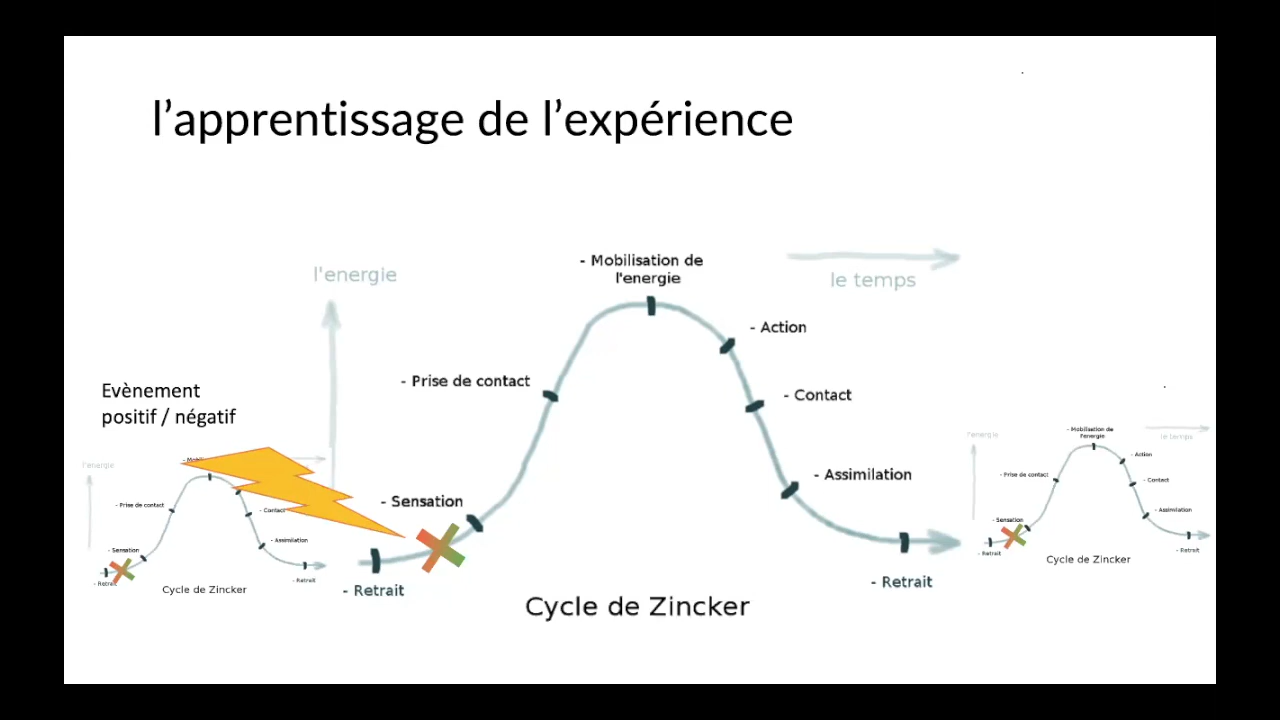 l’apprentissage de l’expérience
l'energie
- Mobilisation de
l'energie
le temps
- Action
- Prise de contact
- Contact
- Assimilation
- Sensation
- Retrait
- Retrait
Cycle de Zincker
Evènement
positif / négatif
l'energie
- Prise de contact
- Contact
- Assimilation
- Sensation
- Retrait
- Retrait
Cycle de Zincker
l'energie
- Mobilisation de
l'energie
le temps
- Action
- Prise de contact
- Contact
- Assimilation
- Sensation
- Retrait
- Retrait
Cycle de Zincker